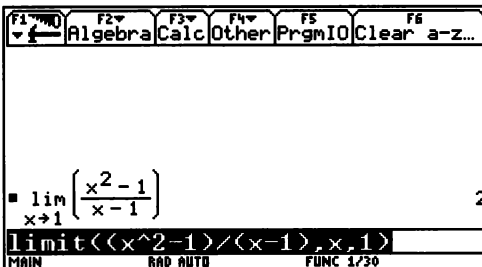 F1 F2 Algebra F3 Calc F4 Other F5 PrgmIO F6 Clear a-z…
▪ lim x→1 ((x² - 1)/(x - 1)) 2
limit((x^2-1)/(x-1),x,1)
MAIN RAD AUTO FUNC 1/30